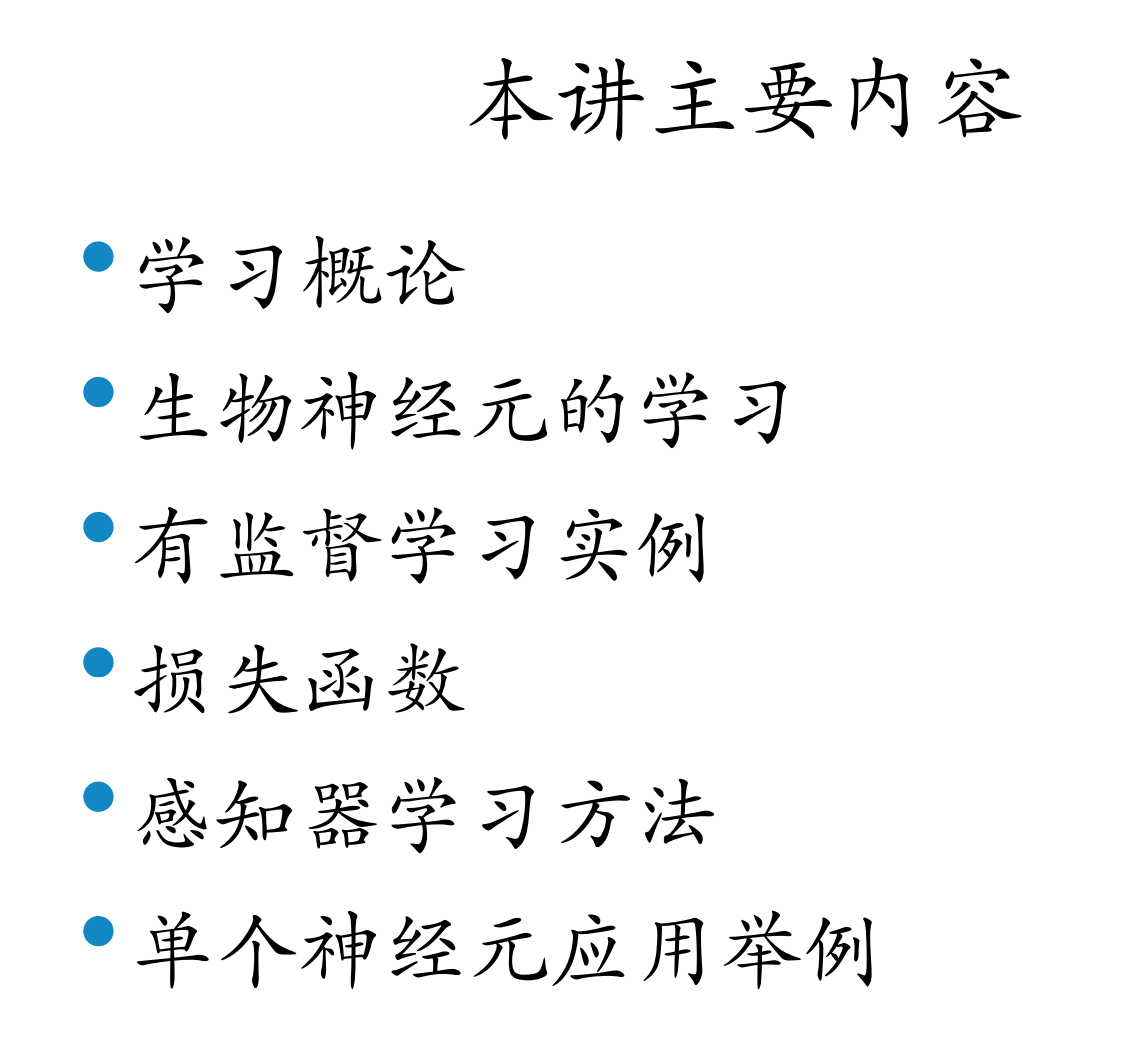 本讲主要内容
• 学习概论
• 生物神经元的学习
• 有监督学习实例
• 损失函数
• 感知器学习方法
• 单个神经元应用举例